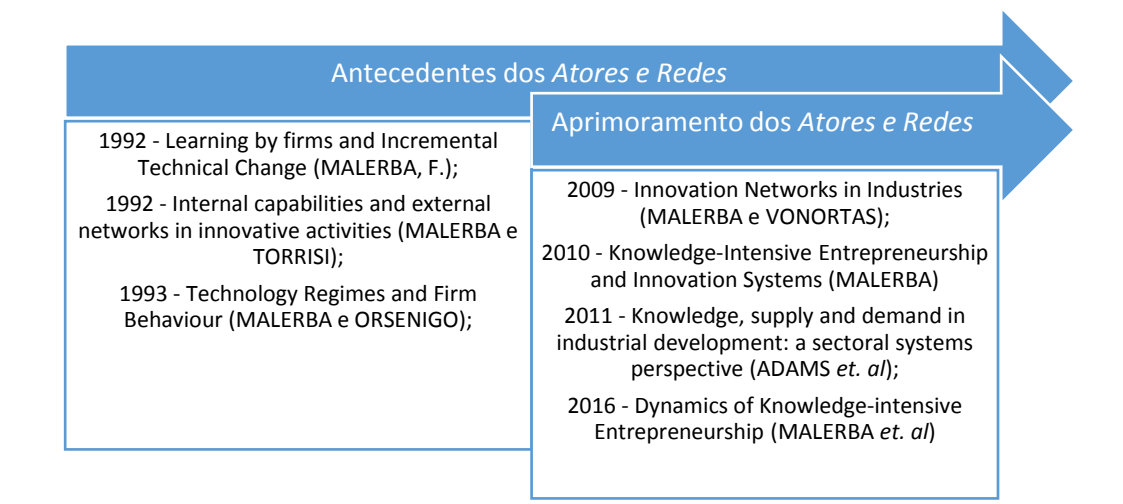 Antecedentes dos Atores e Redes
1992 - Learning by firms and Incremental
Technical Change (MALERBA, F.);
1992 - Internal capabilities and external
networks in innovative activities (MALERBA e
TORRISI);
1993 - Technology Regimes and Firm
Behaviour (MALERBA e ORSENIGO);
Aprimoramento dos Atores e Redes
2009 - Innovation Networks in Industries
(MALERBA e VONORTAS);
2010 - Knowledge-Intensive Entrepreneurship
and Innovation Systems (MALERBA)
2011 - Knowledge, supply and demand in
industrial development: a sectoral systems
perspective (ADAMS et. al);
2016 - Dynamics of Knowledge-intensive
Entrepreneurship (MALERBA et. al)